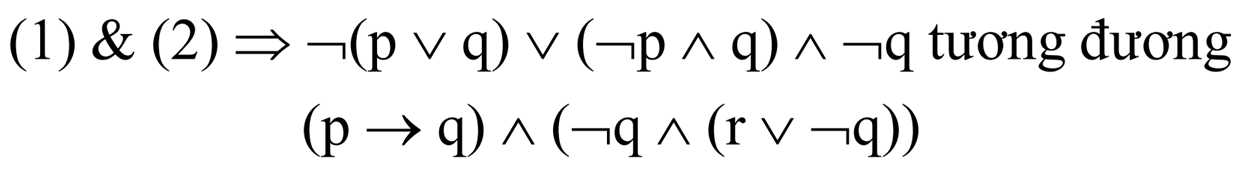 (1) & (2) ⇒ ¬(p ∨ q) ∨ (¬p ∧ q) ∧ ¬q tương đương
(p → q) ∧ (¬q ∧ (r ∨ ¬q))